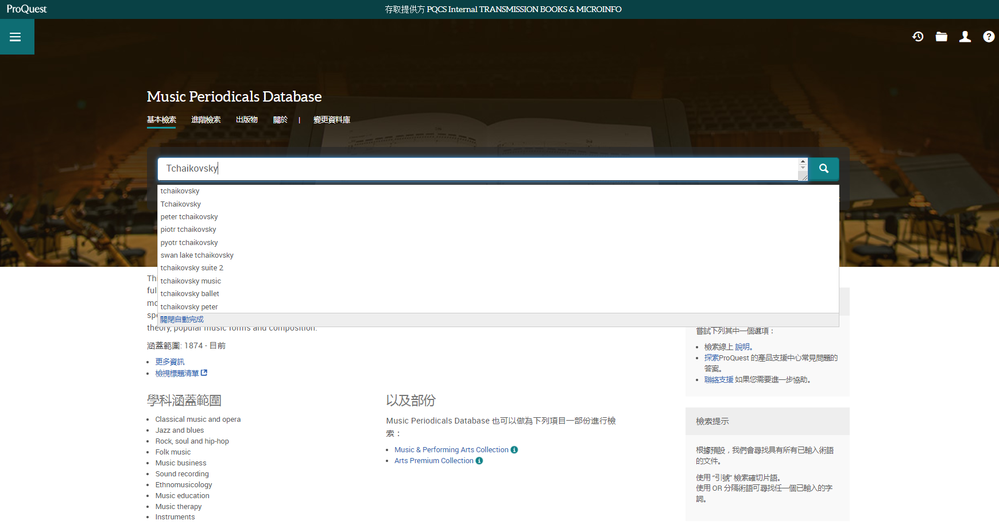 ProQuest
存取提供方 PQCS Internal TRANSMISSION BOOKS & MICROINFO
Music Periodicals Database
基本檢索 進階檢索 出版物 關於 | 變更資料庫
Tchaikovsky
tchaikovsky
Tchaikovsky
peter tchaikovsky
piotr tchaikovsky
pyotr tchaikovsky
swan lake tchaikovsky
tchaikovsky suite 2
tchaikovsky music
tchaikovsky ballet
tchaikovsky peter
關閉自動完成
theory, popular music forms and composition.
涵蓋範圍: 1874 - 目前
更多資訊
檢視標題清單
學科涵蓋範圍
Classical music and opera
Jazz and blues
Rock, soul and hip-hop
Folk music
Music business
Sound recording
Ethnomusicology
Music education
Music therapy
Instruments
以及部份
Music Periodicals Database 也可以做為下列項目一部份進行檢
索：
Music & Performing Arts Collection
Arts Premium Collection
嘗試下列其中一個選項：
檢索線上 說明。
探索ProQuest 的產品支援中心常見問題的
答案。
聯絡支援 如果您需要進一步協助。
檢索提示
根據預設，我們會尋找具有所有已輸入術語
的文件。
使用 “引號” 檢索確切片語。
使用 OR 分隔術語可尋找任一個已輸入的字
詞。